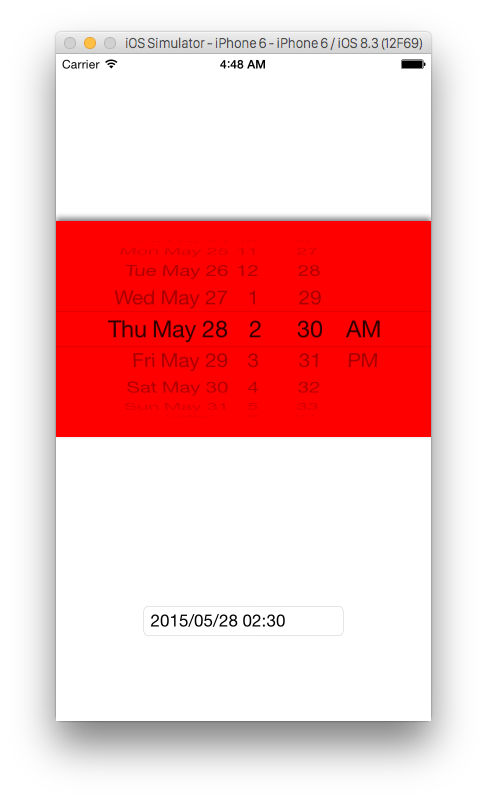 iOS Simulator - iPhone 6 - iPhone 6 / iOS 8.3 (12F69)
Carrier 4:48 AM
Mon May 25 11 27
Tue May 26 12 28
Wed May 27 1 29
Thu May 28 2 30 AM
Fri May 29 3 31 PM
Sat May 30 4 32
Sun May 31 5 33
2015/05/28 02:30